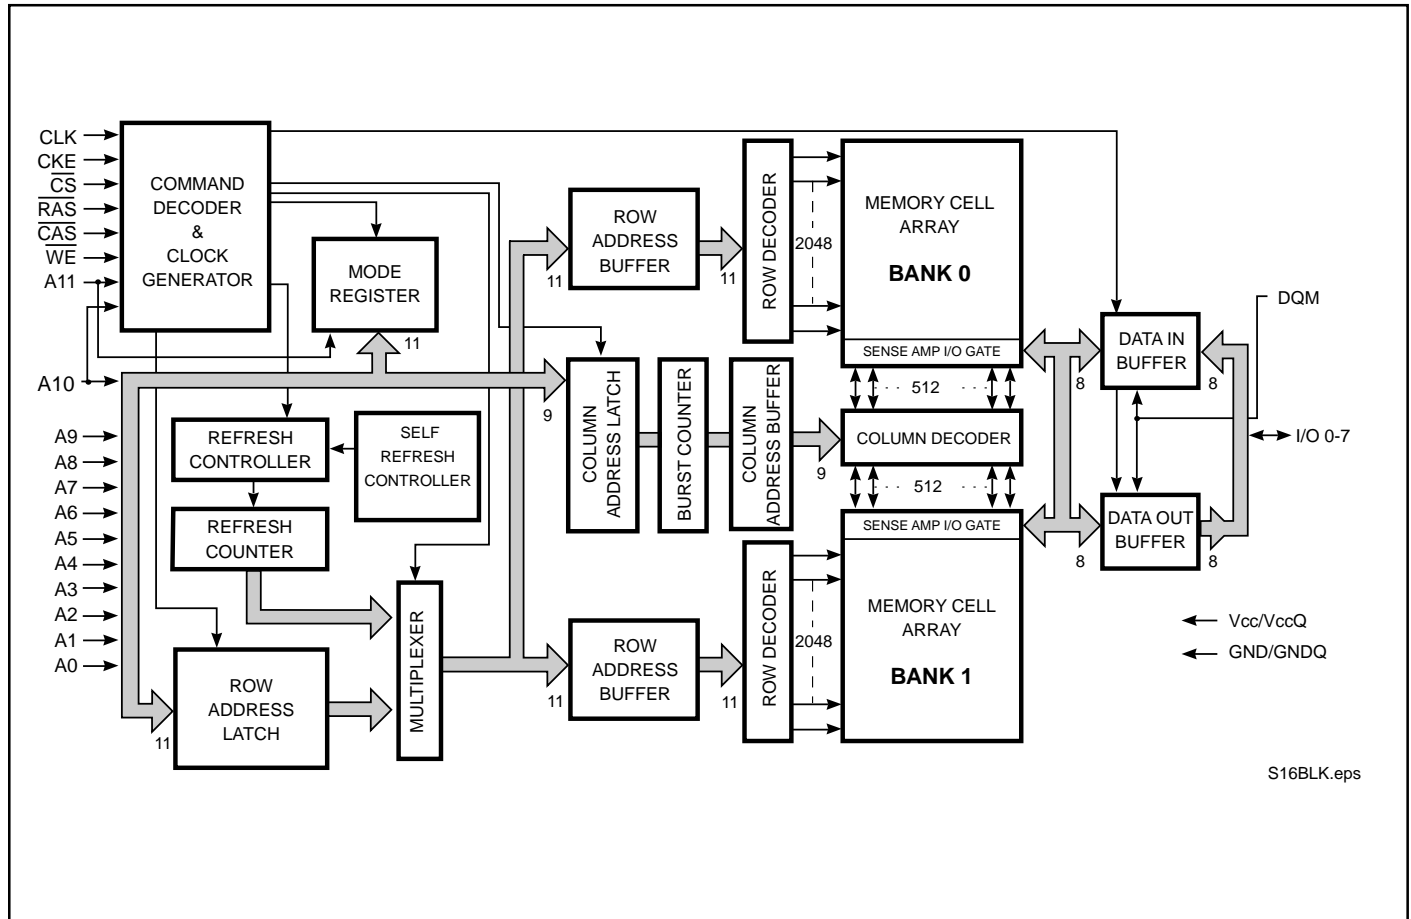 CLK
CKE
CS
RAS
CAS
WE
A11
A10
A9
A8
A7
A6
A5
A4
A3
A2
A1
A0
COMMAND
DECODER
&
CLOCK
GENERATOR
MODE
REGISTER
11
REFRESH
CONTROLLER
SELF
REFRESH
CONTROLLER
REFRESH
COUNTER
ROW
ADDRESS
LATCH
11
MULTIPLEXER
ROW
ADDRESS
BUFFER
11
11
ROW DECODER
2048
MEMORY CELL
ARRAY
BANK 0
SENSE AMP I/O GATE
512
COLUMN
ADDRESS LATCH
9
BURST COUNTER
COLUMN
ADDRESS BUFFER
9
COLUMN DECODER
512
SENSE AMP I/O GATE
MEMORY CELL
ARRAY
BANK 1
ROW
ADDRESS
BUFFER
11
11
ROW DECODER
2048
DQM
DATA IN
BUFFER
8
8
I/O 0-7
DATA OUT
BUFFER
8
8
Vcc/VccQ
GND/GNDQ
S16BLK.eps